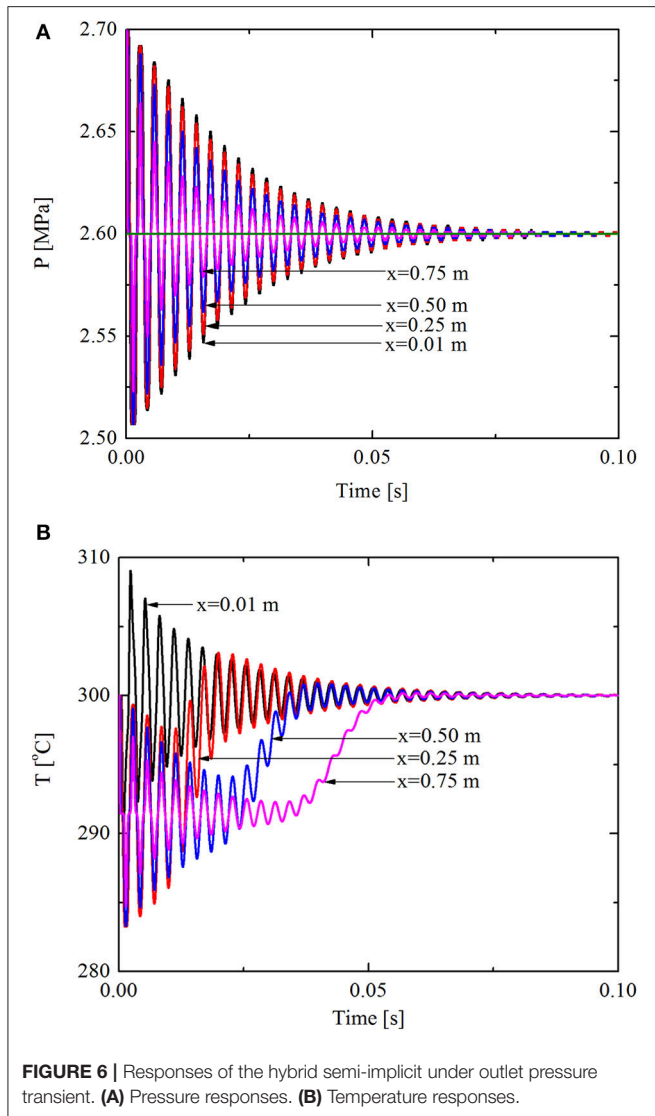 A
2.70
2.65
2.60
2.55
2.50
P [MPa]
x=0.75 m
x=0.50 m
x=0.25 m
x=0.01 m
0.00
0.05
0.10
Time [s]
B
310
300
290
280
T [°C]
x=0.01 m
x=0.50 m
x=0.25 m
x=0.75 m
0.00
0.05
0.10
Time [s]
FIGURE 6 | Responses of the hybrid semi-implicit under outlet pressure
transient. (A) Pressure responses. (B) Temperature responses.